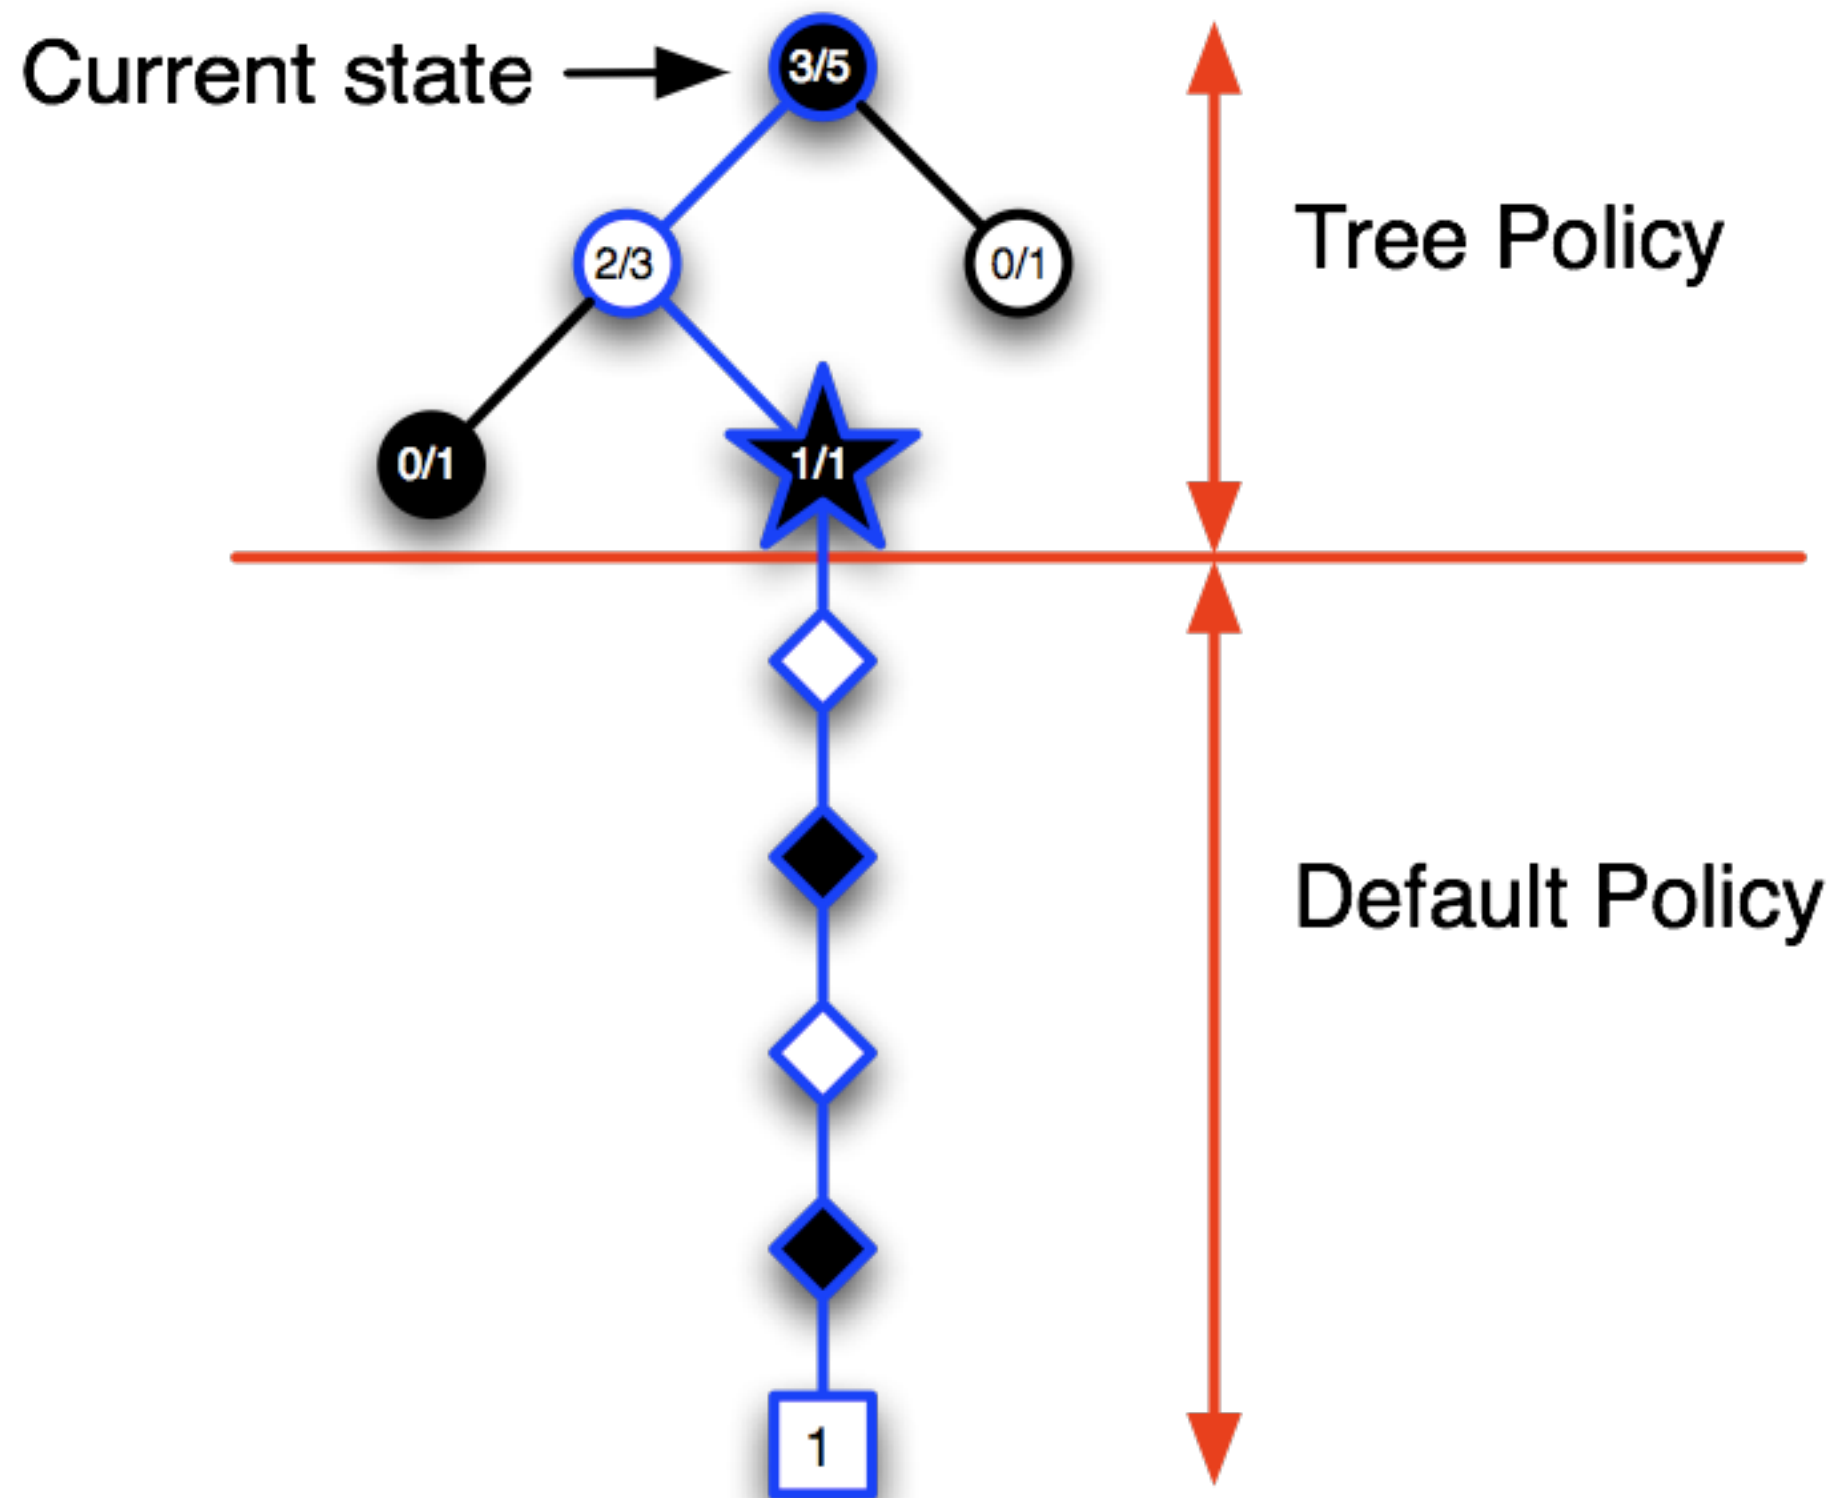 Current state
3/5
2/3
0/1
Tree Policy
0/1
1/1
Default Policy
1